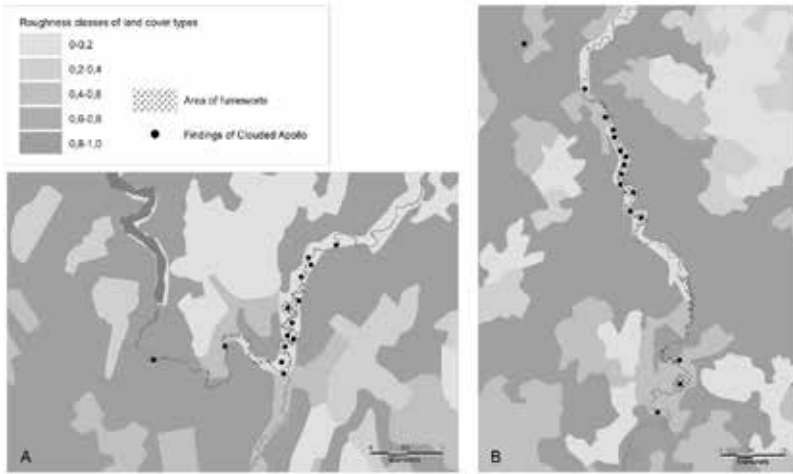 Roughness classes of land cover types
0-0,2
0,2-0,4
0,4-0,6
0,6-0,8
0,8-1,0
Area of
Findings of Clouded Apollo
A
B